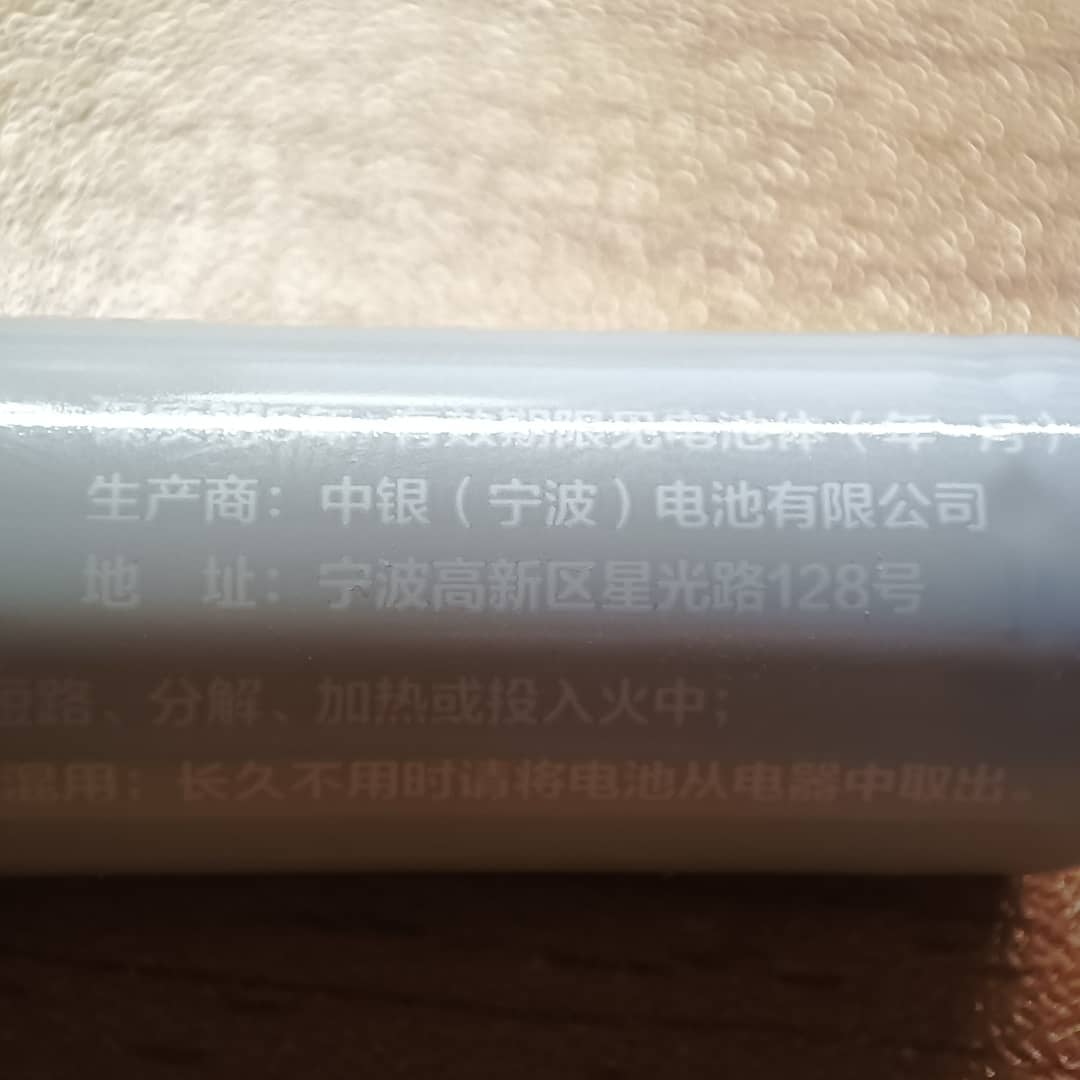 有效期限见电池体（年 月）
生产商：中银（宁波）电池有限公司
地 址：宁波高新区星光路128号
短路、分解、加热或投入火中；
混用；长久不用时请将电池从电器中取出。